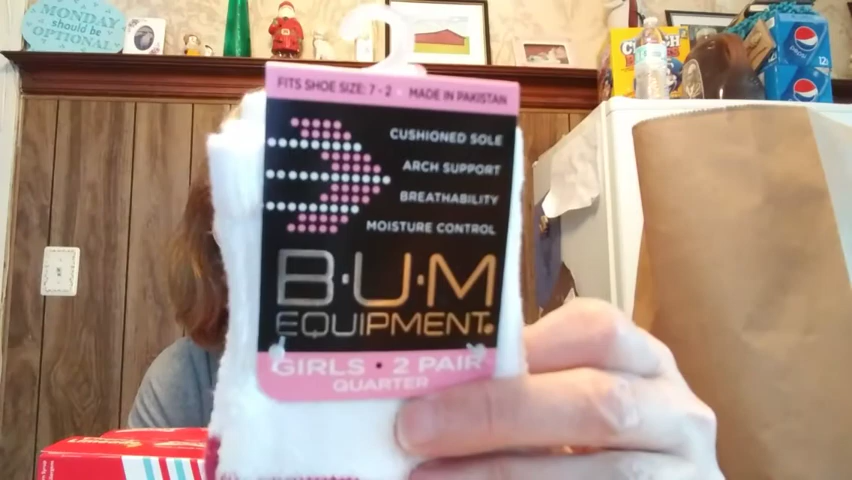 MONDAY
should be
OPTIONAL
FITS SHOE SIZE: 7 - 2 • MADE IN PAKISTAN
CUSHIONED SOLE
ARCH SUPPORT
BREATHABILITY
MOISTURE CONTROL
B·U·M
EQUIPMENT.
GIRLS • 2 PAIR
QUARTER
pepsi
pepsi